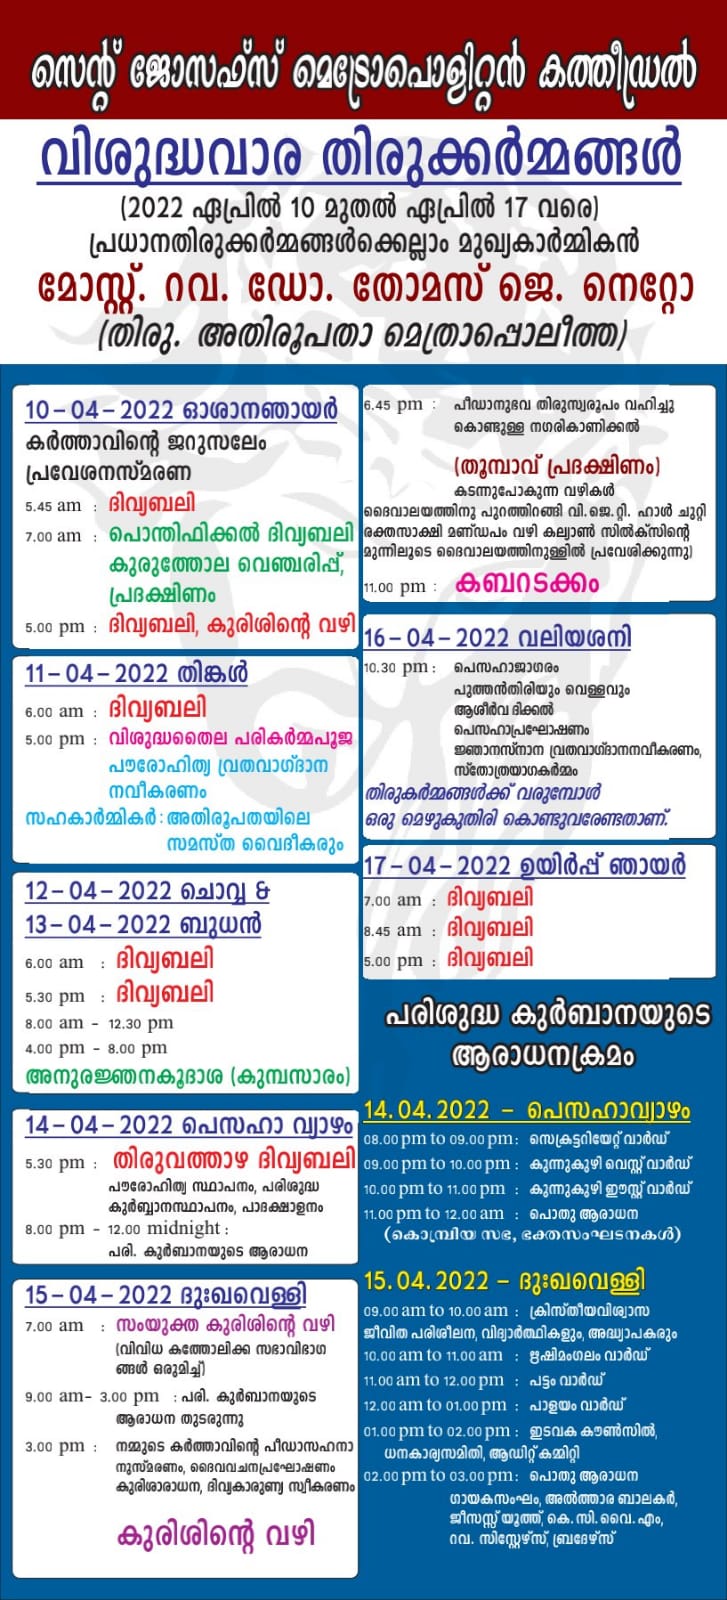 സെന്റ് ജോസഫ്സ് മെട്രോപൊളിറ്റൻ കത്തീഡ്രൽ
വിശുദ്ധവാര തിരുക്കർമ്മങ്ങൾ
(2022 ഏപ്രിൽ 10 മുതൽ ഏപ്രിൽ 17 വരെ)
പ്രധാനതിരുക്കർമ്മങ്ങൾക്കെല്ലാം മുഖ്യകാർമ്മികൻ
മോസ്റ്റ്. റവ. ഡോ. തോമസ് ജെ. നെറ്റോ
(തിരു. അതിരൂപതാ മെത്രാപ്പൊലീത്ത)
10-04-2022 ഓശാനഞായർ
കർത്താവിന്റെ ജറുസലേം
പ്രവേശനസ്മരണ
5.45 am : ദിവ്യബലി
7.00 am : പൊന്തിഫിക്കൽ ദിവ്യബലി
കുരുത്തോല വെഞ്ചരിപ്പ്,
പ്രദക്ഷിണം
5.00 pm : ദിവ്യബലി, കുരിശിന്റെ വഴി
11-04-2022 തിങ്കൾ
6.00 am : ദിവ്യബലി
5.00 pm : വിശുദ്ധതൈല പരികർമ്മപൂജ
പൗരോഹിത്വ വ്രതവാഗ്ദാന
നവീകരണം
സഹകാർമ്മികർ : അതിരൂപതയിലെ
സമസ്ത വൈദീകരും
12-04-2022 ചൊവ്വ &
13-04-2022 ബുധൻ
6.00 am : ദിവ്യബലി
5.30 pm : ദിവ്യബലി
8.00 am - 12.30 pm
4.00 pm - 8.00 pm
അനുരജ്ഞനകൂദാശ (കുമ്പസാരം)
14-04-2022 പെസഹാ വ്യാഴം
5.30 pm : തിരുവത്താഴ ദിവ്യബലി
പൗരോഹിത്വ സ്ഥാപനം, പരിശുദ്ധ
കുർബ്ബാനസ്ഥാപനം, പാദക്ഷാളനം
8.00 pm - 12.00 midnight :
പരി. കുർബാനയുടെ ആരാധന
15-04-2022 ദുഃഖവെള്ളി
7.00 am : സംയുക്ത കുരിശിന്റെ വഴി
(വിവിധ കത്തോലിക്ക സഭാവിഭാഗ
ങ്ങൾ ഒരുമിച്ച്)
9.00 am- 3.00 pm : പരി. കുർബാനയുടെ
ആരാധന തുടരുന്നു
3.00 pm : നമ്മുടെ കർത്താവിന്റെ പീഡാസഹനാ
നുസ്മരണം, ദൈവവചനപ്രഘോഷണം
കുരിശാരാധന, ദിവ്യകാരുണ്യ സ്വീകരണം
കുരിശിന്റെ വഴി
6.45 pm : പീഡാനുഭവ തിരുസ്വരൂപം വഹിച്ചു
കൊണ്ടുള്ള നഗരികാണിക്കൽ
(തൂമ്പാവ് പ്രദക്ഷിണം)
കടന്നുപോകുന്ന വഴികൾ
ദൈവാലയത്തിനു പുറത്തിറങ്ങി വി.ജെ.റ്റി. ഹാൾ ചുറ്റി
രക്തസാക്ഷി മണ്ഡപം വഴി കല്യാൺ സിൽക്സിന്റെ
മുന്നിലൂടെ ദൈവാലയത്തിനുള്ളിൽ പ്രവേശിക്കുന്നു)
11.00 pm : കബറടക്കം
16-04-2022 വലിയശനി
10.30 pm : പെസഹാജാഗരം
പുത്തൻതിരിയും വെള്ളവും
ആശീർവ ദിക്കൽ
പെസഹാപ്രഘോഷണം
ജ്ഞാനസ്നാന വ്രതവാഗ്ദാനനവീകരണം,
സ്തോത്രയാഗകർമ്മം
തിരുകർമ്മങ്ങൾക്ക് വരുമ്പോൾ
ഒരു മെഴുകുതിരി കൊണ്ടുവരേണ്ടതാണ്.
17-04-2022 ഉയിർപ്പ് ഞായർ
7.00 am : ദിവ്യബലി
8.45 am : ദിവ്യബലി
5.00 pm : ദിവ്യബലി
പരിശുദ്ധ കുർബാനയുടെ
ആരാധനക്രമം
14.04.2022 - പെസഹാവ്യാഴം
08.00 pm to 09.00 pm : സെക്രട്ടറിയേറ്റ് വാർഡ്
09.00 pm to 10.00 pm : കുന്നുകുഴി വെസ്റ്റ് വാർഡ്
10.00 pm to 11.00 pm : കുന്നുകുഴി ഈസ്റ്റ് വാർഡ്
11.00 pm to 12.00 am : പൊതു ആരാധന
(കൊമ്പ്രിയ സഭ, ഭക്തസംഘടനകൾ)
15.04.2022 - ദുഃഖവെള്ളി
09.00 am to 10.00 am : ക്രിസ്തീയവിശ്വാസ
ജീവിത പരിശീലന, വിദ്യാർത്ഥികളും, അദ്ധ്യാപകരും
10.00 am to 11.00 am : ഋഷിമംഗലം വാർഡ്
11.00 am to 12.00 pm : പട്ടം വാർഡ്
12.00 am to 01.00 pm : പാളയം വാർഡ്
01.00 pm to 02.00 pm : ഇടവക കൗൺസിൽ,
ധനകാര്യസമിതി, ആഡിറ്റ് കമ്മിറ്റി
02.00 pm to 03.00 pm : പൊതു ആരാധന
ഗായകസംഘം, അൽത്താര ബാലകർ,
ജീസസ്സ് യൂത്ത്, കെ.സി.വൈ.എം,
റവ. സിസ്റ്റേഴ്സ്, ബ്രദേഴ്സ്